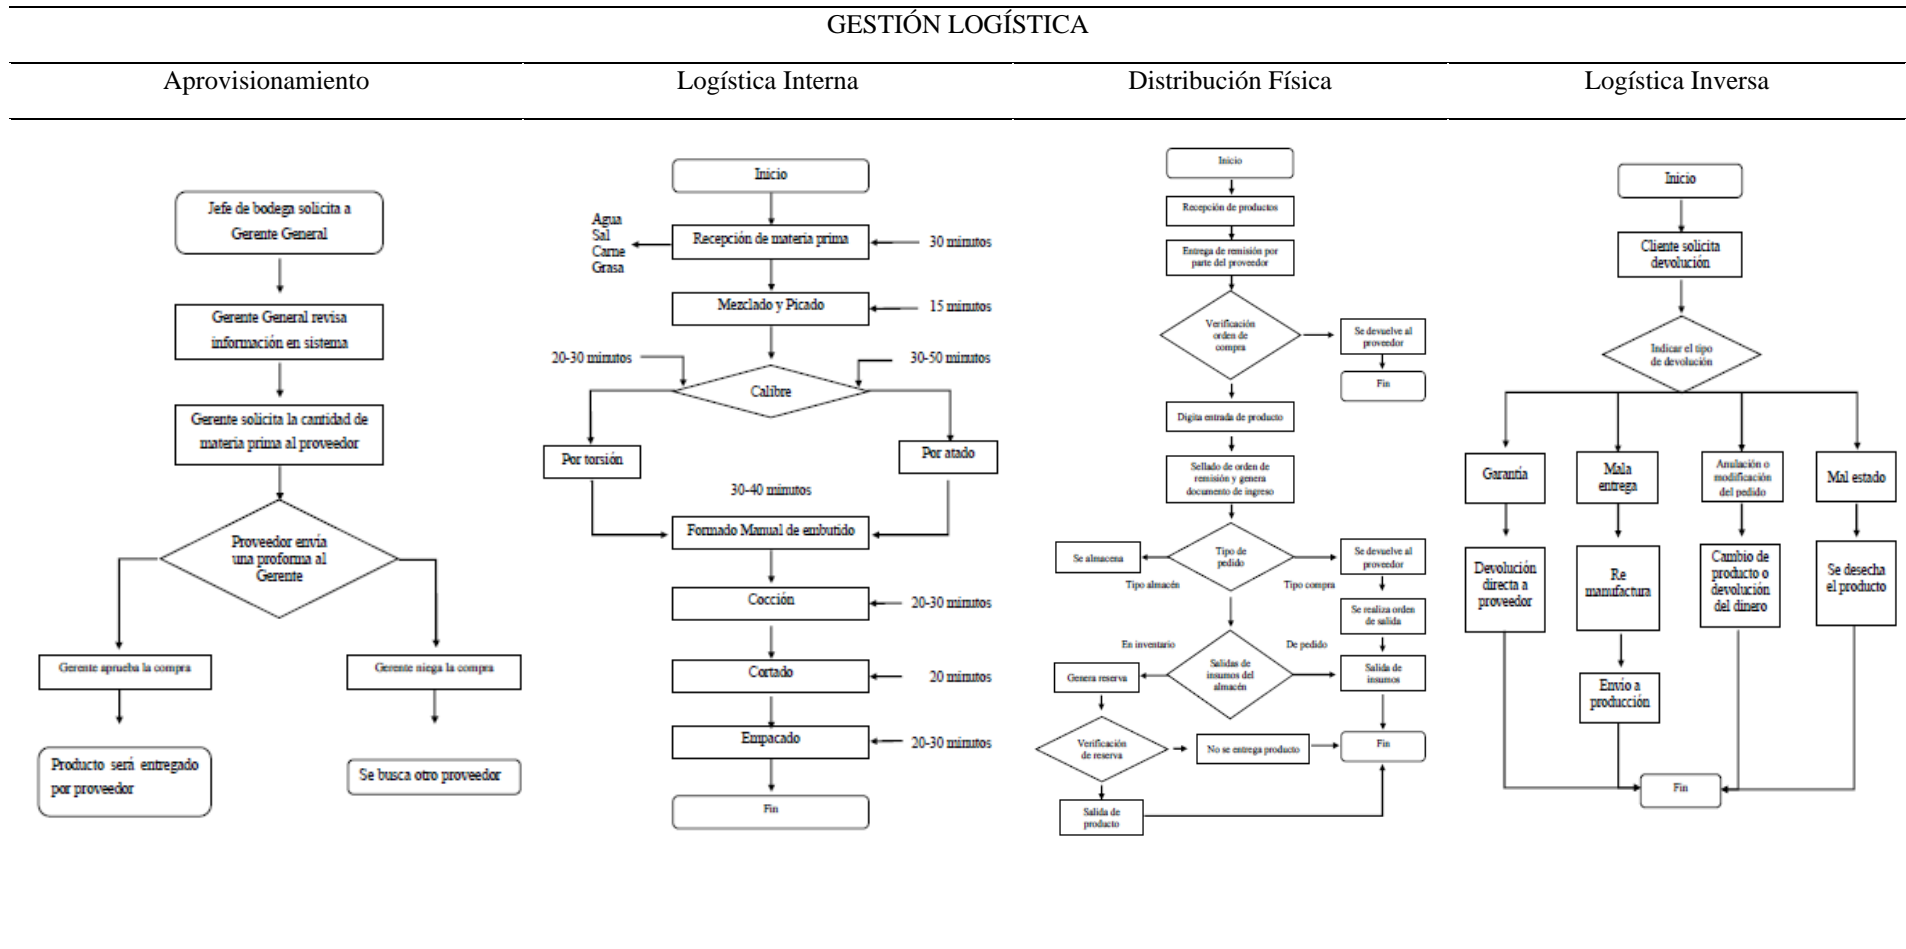 GESTIÓN LOGÍSTICA
Aprovisionamiento
Logística Interna
Distribución Física
Logística Inversa
Jefe de bodega solicita a
Gerente General
Gerente General revisa
información en sistema
Gerente solicita la cantidad de
materia prima al proveedor
Proveedor envía
una proforma al
Gerente
Gerente aprueba la compra
Gerente niega la compra
Producto será entregado
por proveedor
Se busca otro proveedor
Inicio
Agua
Sal
Carne
Grasa
Recepción de materia prima
30 minutos
Mezclado y Picado
15 minutos
20-30 minutos
30-50 minutos
Calibre
Por torsión
Por atado
30-40 minutos
Formado Manual de embutido
Cocción
20-30 minutos
Cortado
20 minutos
Empacado
20-30 minutos
Fin
Inicio
Recepción de productos
Entrega de remisión por
parte del proveedor
Verificación
orden de
compra
Se devuelve al
proveedor
Fin
Digita entrada de producto
Sellado de orden de
remisión y genera
documento de ingreso
Tipo de
pedido
Se almacena
Tipo almacén
Tipo compra
Se devuelve al
proveedor
Se realiza orden
de salida
En inventario
De pedido
Salidas de
insumos del
almacén
Genera reserva
Salida de
insumos
Verificación
de reserva
No se entrega producto
Fin
Salida de
producto
Inicio
Cliente solicita
devolución
Indicar el tipo
de devolución
Garantía
Mala
entrega
Anulación o
modificación
del pedido
Mal estado
Devolución
directa a
proveedor
Re
manufactura
Cambio de
producto o
devolución
del dinero
Se desecha
el producto
Envío a
producción
Fin